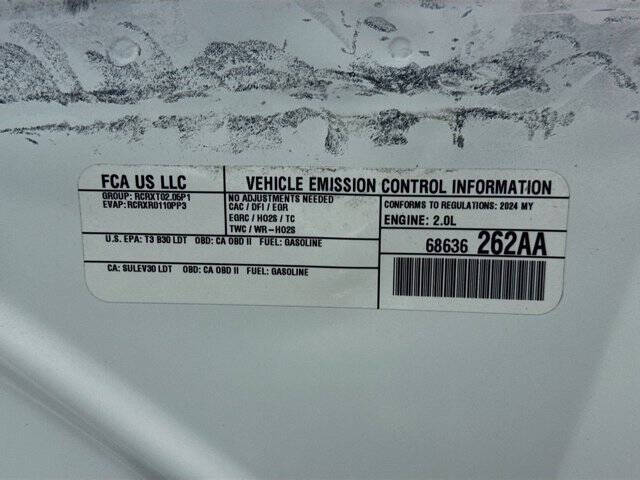 FCA US LLC
GROUP: RCRXT02.05P1
EVAP: RCRXR0110PP3
VEHICLE EMISSION CONTROL INFORMATION
NO ADJUSTMENTS NEEDED
CAC / DFI / EGR
EGRC / HO2S / TC
TWC / WR-HO2S
CONFORMS TO REGULATIONS: 2024 MY
ENGINE: 2.0L
U.S. EPA: T3 B30 LDT OBD: CA OBD II FUEL: GASOLINE
68636 262AA
CA: SULEV30 LDT OBD: CA OBD II FUEL: GASOLINE